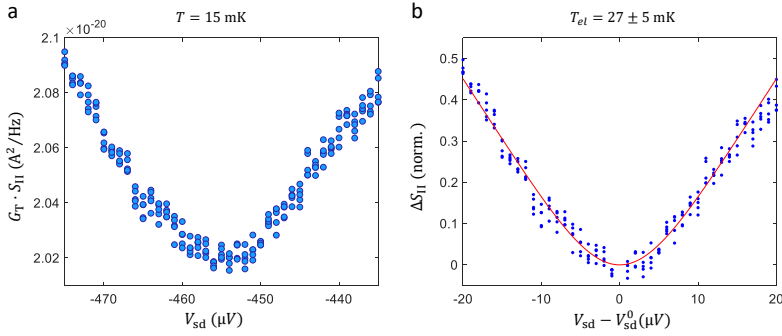 a
T = 15 mK
×10⁻²⁰
2.1
2.08
2.06
2.04
2.02
G_T · S_II (A²/Hz)
-470
-460
-450
-440
V_sd (μV)
b
T_el = 27 ± 5 mK
0.5
0.4
0.3
0.2
0.1
0
ΔS_II (norm.)
-20
-10
0
10
20
V_sd − V_sd^0(μV)